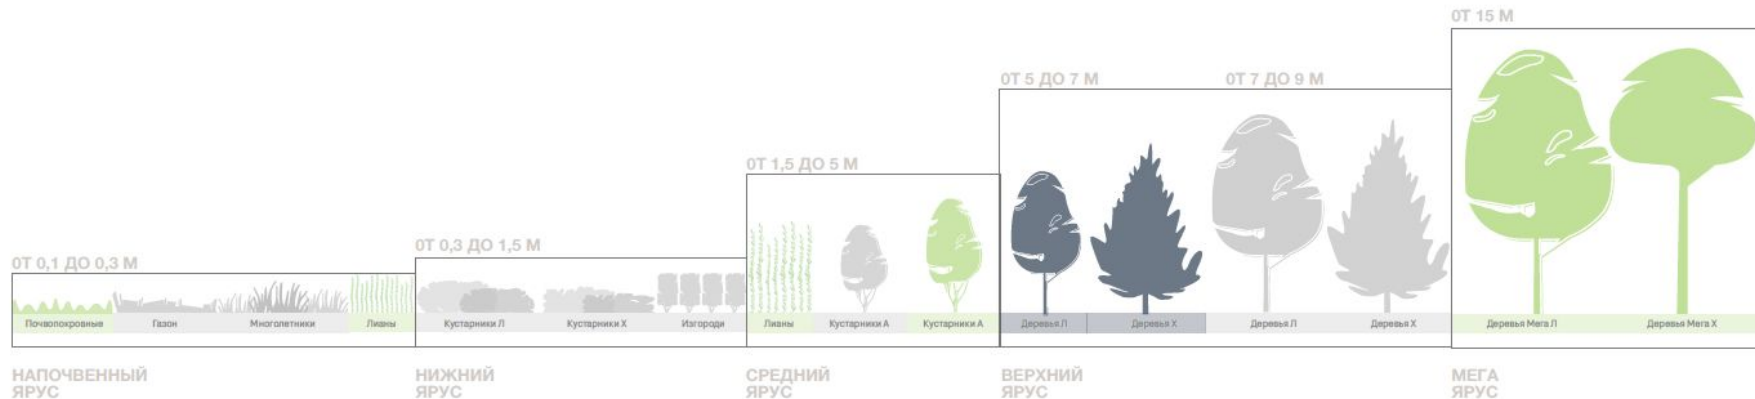 ОТ 15 М
ОТ 5 ДО 7 М
ОТ 7 ДО 9 М
ОТ 1,5 ДО 5 М
ОТ 0,3 ДО 1,5 М
ОТ 0,1 ДО 0,3 М
Почвопокровные
Газон
Многолетники
Лианы
Кустарники Л
Кустарники Х
Изгороди
Лианы
Кустарники А
Кустарники А
Деревья Л
Деревья Х
Деревья Л
Деревья Х
Деревья Мега Л
Деревья Мега Х
НАПОЧВЕННЫЙ
ЯРУС
НИЖНИЙ
ЯРУС
СРЕДНИЙ
ЯРУС
ВЕРХНИЙ
ЯРУС
МЕГА
ЯРУС